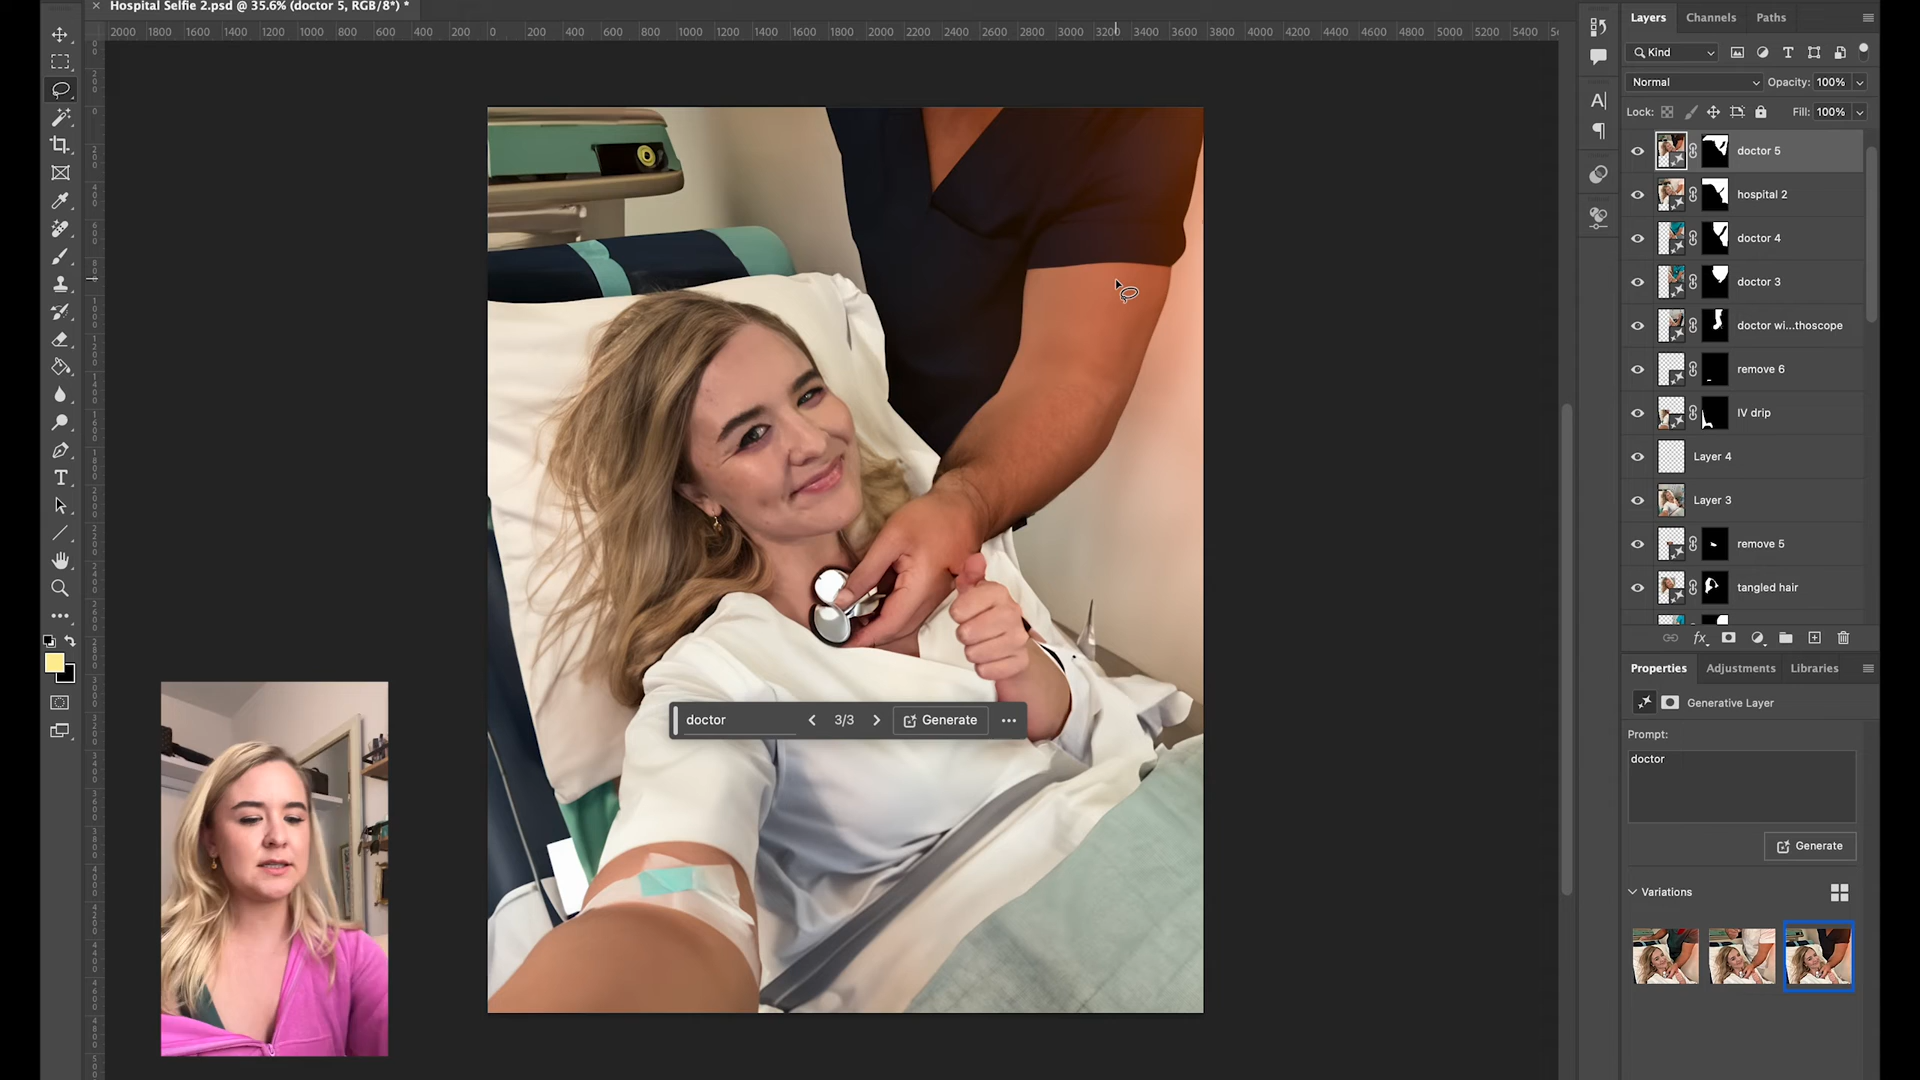 Hospital Selfie 2.psd @ 35.6% (doctor 5, RGB/8*) *
2000 1800 1600 1400 1200 1000 800 600 400 200 0 200 400 600 800 1000 1200 1400 1600 1800 2000 2200 2400 2600 2800 3000 3200 3400 3600 3800 4000 4200 4400 4600 4800 5000 5200 5400
Layers Channels Paths
Kind
Normal Opacity: 100%
Lock: Fill: 100%
doctor 5
hospital 2
doctor 4
doctor 3
doctor wi...thoscope
remove 6
IV drip
Layer 4
Layer 3
remove 5
tangled hair
fx
Properties Adjustments Libraries
Generative Layer
Prompt:
doctor
Generate
Variations
doctor 3/3 Generate